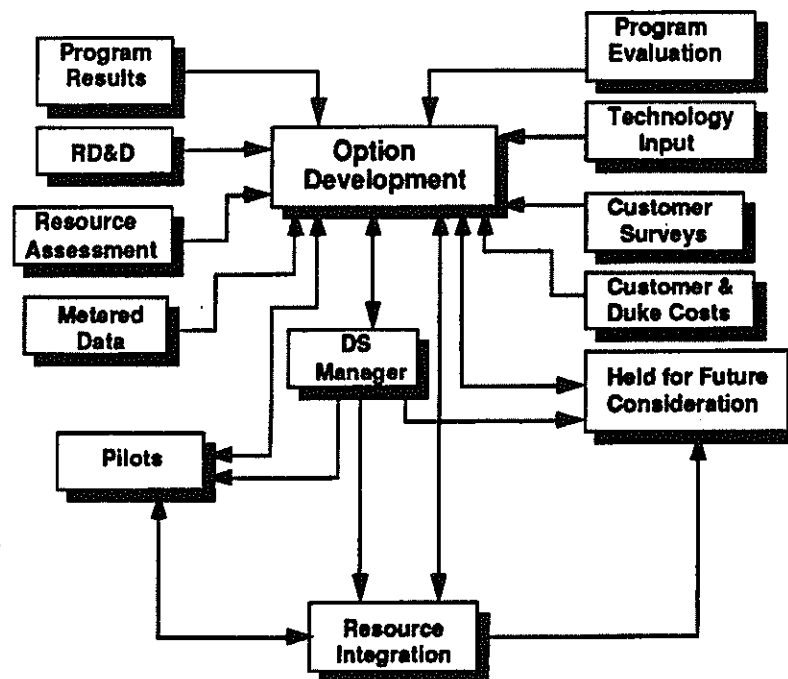 Program
Results
Program
Evaluation
RD&D
Option
Development
Technology
Input
Resource
Assessment
Customer
Surveys
Metered
Data
Customer &
Duke Costs
DS
Manager
Held for Future
Consideration
Pilots
Resource
Integration